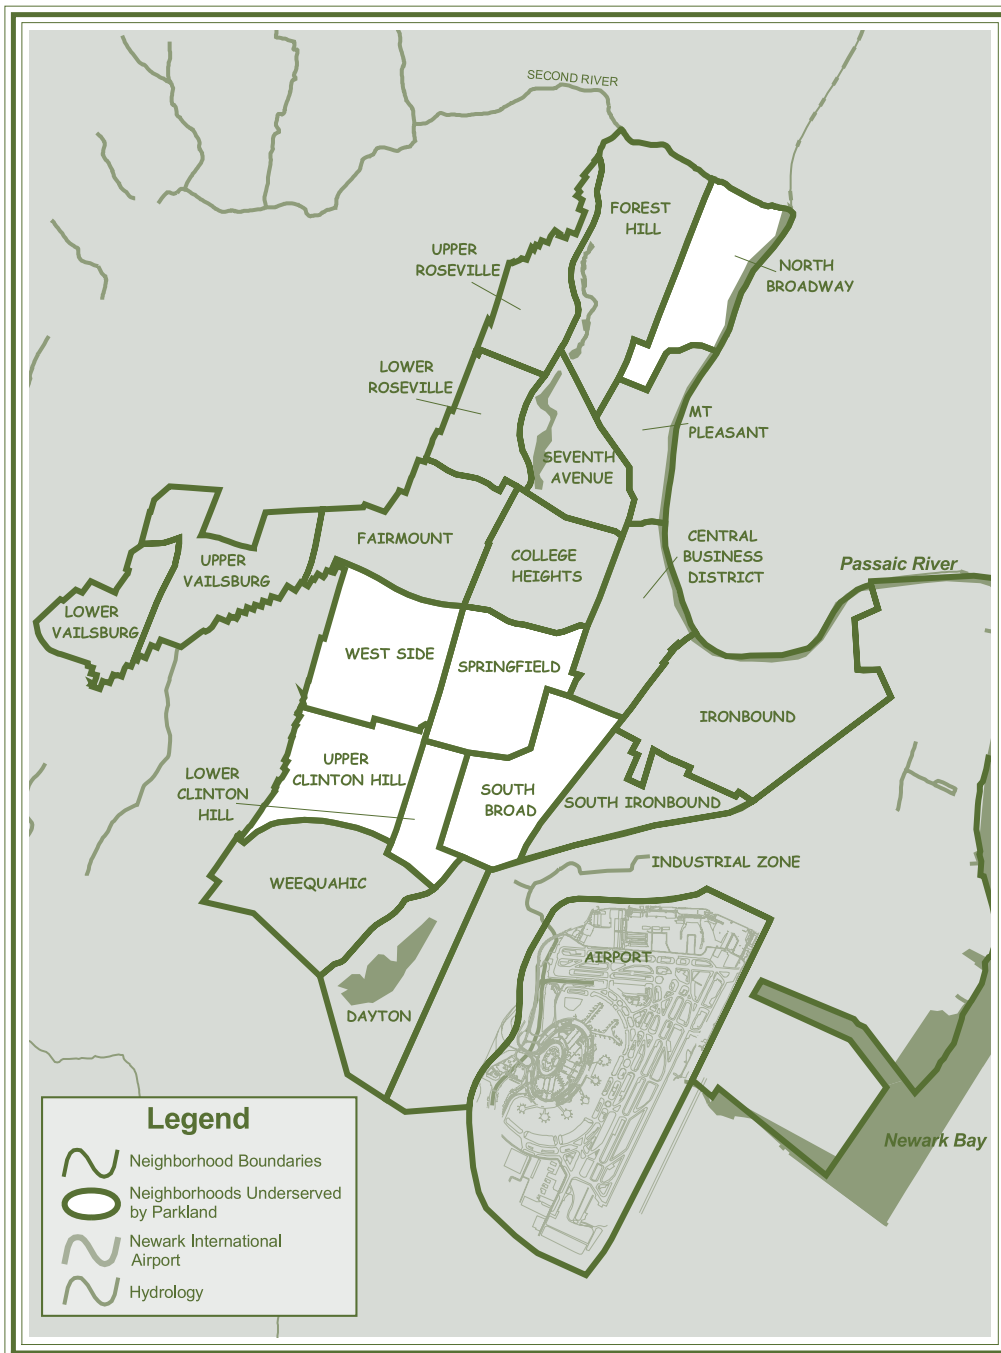 SECOND RIVER
FOREST
HILL
UPPER
ROSEVILLE
NORTH
BROADWAY
LOWER
ROSEVILLE
MT
PLEASANT
SEVENTH
AVENUE
FAIRMOUNT
COLLEGE
HEIGHTS
CENTRAL
BUSINESS
DISTRICT
Passaic River
UPPER
VAILSBURG
LOWER
VAILSBURG
WEST SIDE
SPRINGFIELD
IRONBOUND
UPPER
CLINTON HILL
LOWER
CLINTON
HILL
SOUTH
BROAD
SOUTH IRONBOUND
INDUSTRIAL ZONE
WEEQUAHIC
AIRPORT
DAYTON
Newark Bay
Legend
Neighborhood Boundaries
Neighborhoods Underserved
by Parkland
Newark International
Airport
Hydrology